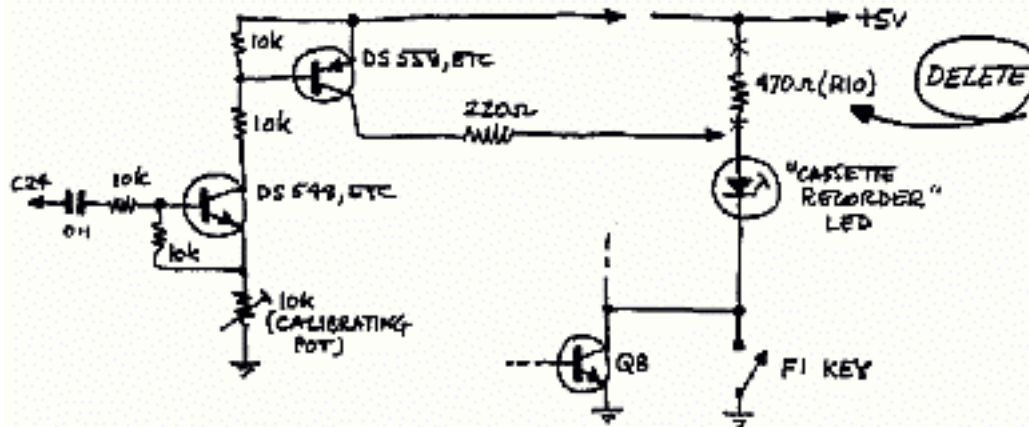 +5V
10k
DS 558, ETC
470Ω (R10)
DELETE
220Ω
10k
C24
10k
DS 548, ETC
10k
"CASSETTE
RECORDER"
LED
10k
(CALIBRATING
POT)
Q8
F1 KEY